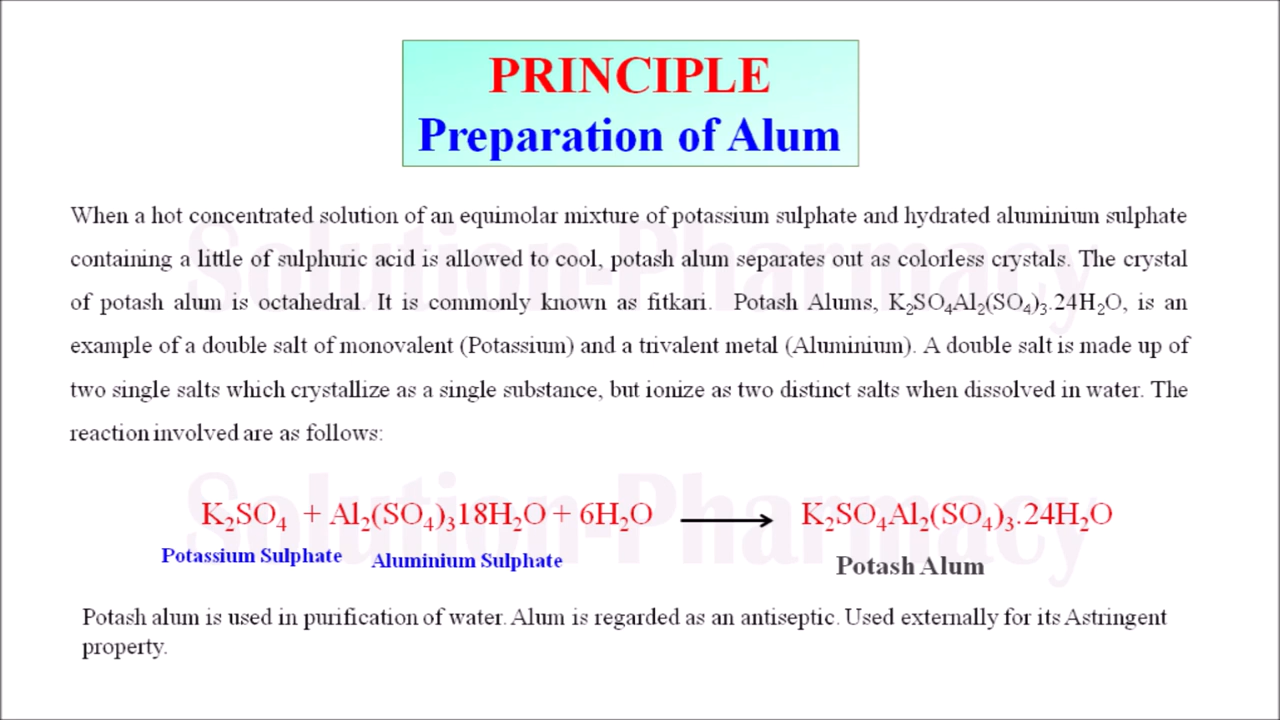 PRINCIPLE
Preparation of Alum
When a hot concentrated solution of an equimolar mixture of potassium sulphate and hydrated aluminium sulphate
containing a little of sulphuric acid is allowed to cool, potash alum separates out as colorless crystals. The crystal
of potash alum is octahedral. It is commonly known as fitkari. Potash Alums, K₂SO₄Al₂(SO₄)₃.24H₂O, is an
example of a double salt of monovalent (Potassium) and a trivalent metal (Aluminium). A double salt is made up of
two single salts which crystallize as a single substance, but ionize as two distinct salts when dissolved in water. The
reaction involved are as follows:
K₂SO₄ + Al₂(SO₄)₃18H₂O + 6H₂O ⟶ K₂SO₄Al₂(SO₄)₃.24H₂O
Potassium Sulphate Aluminium Sulphate Potash Alum
Potash alum is used in purification of water. Alum is regarded as an antiseptic. Used externally for its Astringent
property.
Solution-Pharmacy
Solution-Pharmacy